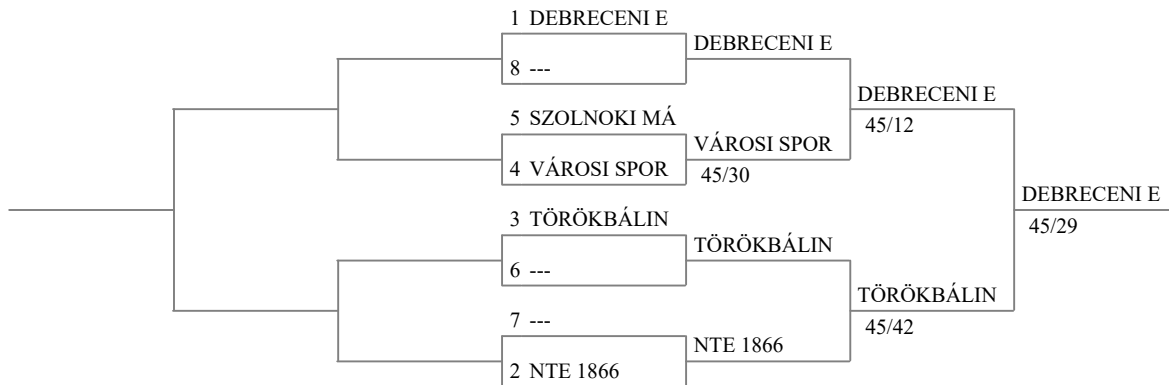 1 DEBRECENI E
8 ---
5 SZOLNOKI MÁ
4 VÁROSI SPOR
3 TÖRÖKBÁLIN
6 ---
7 ---
2 NTE 1866
DEBRECENI E
VÁROSI SPOR
45/30
TÖRÖKBÁLIN
NTE 1866
DEBRECENI E
45/12
TÖRÖKBÁLIN
45/42
DEBRECENI E
45/29